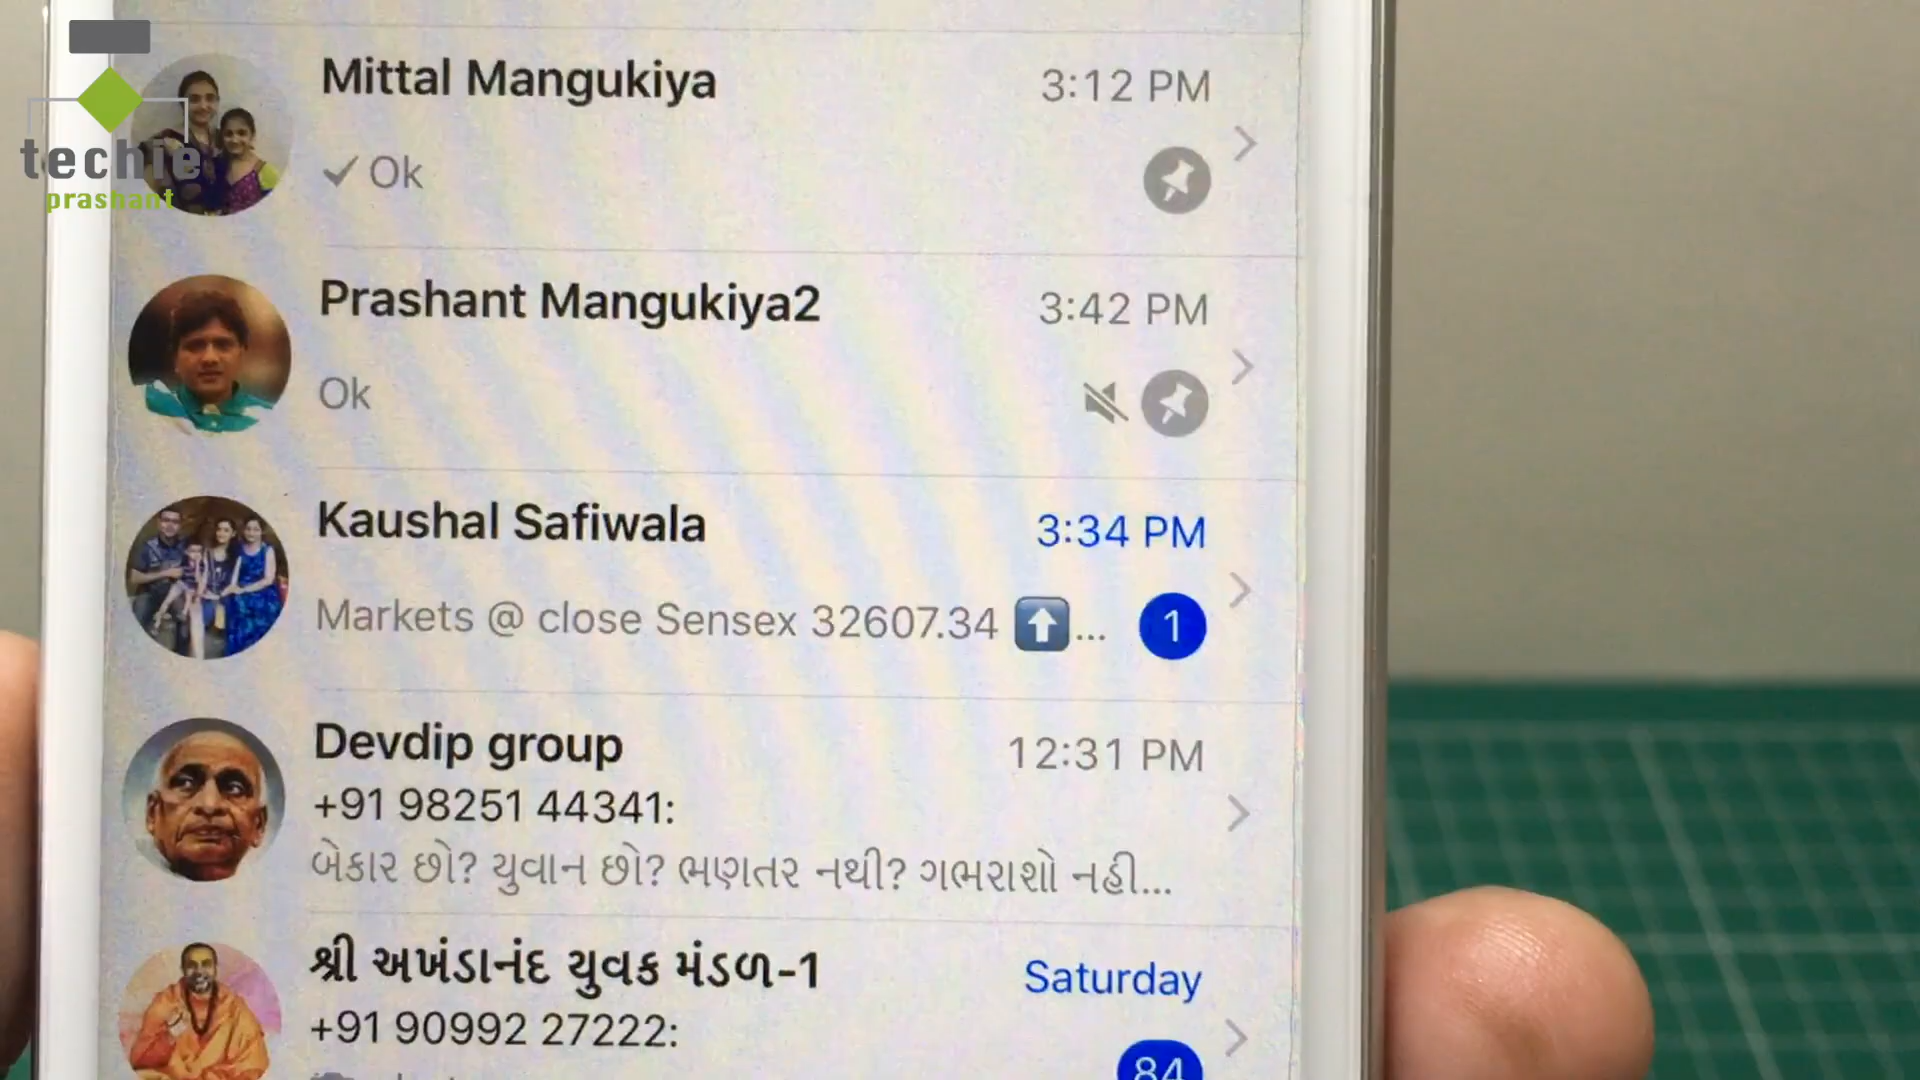 techie
prashant
Mittal Mangukiya
3:12 PM
Ok
Prashant Mangukiya2
3:42 PM
Ok
Kaushal Safiwala
3:34 PM
Markets @ close Sensex 32607.34 ⬆️...
1
Devdip group
12:31 PM
+91 98251 44341:
બેકાર છો? યુવાન છો? ભણતર નથી? ગભરાશો નહી...
શ્રી અખંડાનંદ યુવક મંડળ-1
Saturday
+91 90992 27222:
84